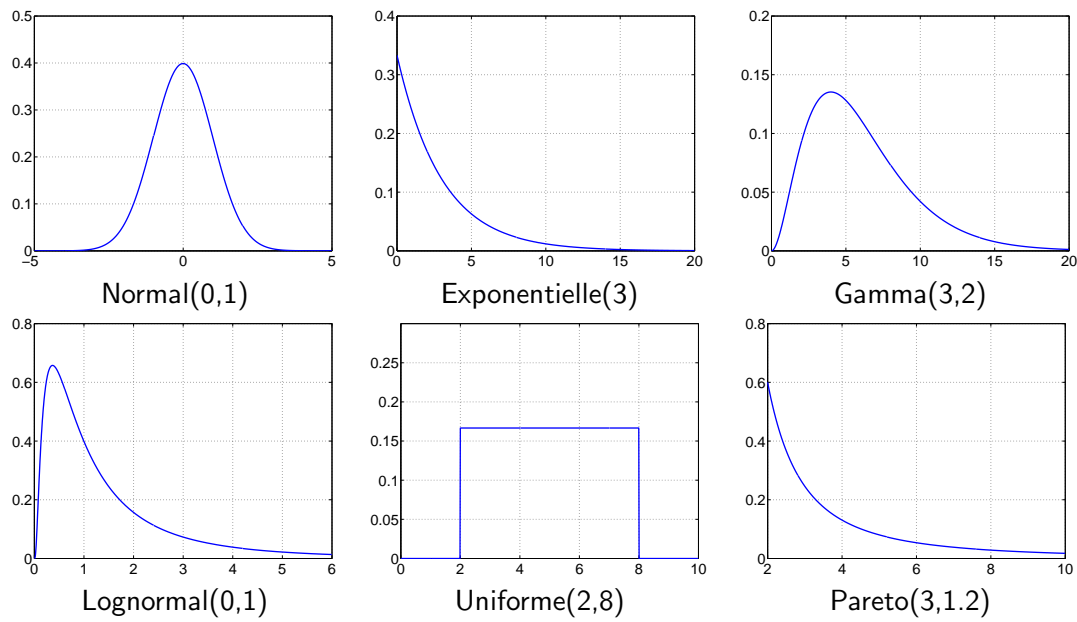 0.5 0.4 0.3 0.2 0.1 0
−5 0 5
Normal(0,1)
0.4 0.3 0.2 0.1 0
0 5 10 15 20
Exponentielle(3)
0.2 0.15 0.1 0.05 0
0 5 10 15 20
Gamma(3,2)
0.8 0.6 0.4 0.2 0
0 1 2 3 4 5 6
Lognormal(0,1)
0.25 0.2 0.15 0.1 0.05 0
0 2 4 6 8 10
Uniforme(2,8)
0.8 0.6 0.4 0.2 0
2 4 6 8 10
Pareto(3,1.2)